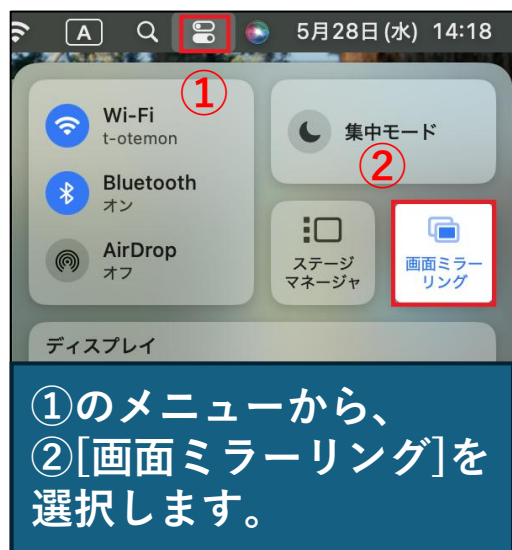 A 5月28日(水) 14:18
①
Wi-Fi
t-otemon
集中モード
②
Bluetooth
オン
AirDrop
オフ
ステージ
マネージャ
画面ミラー
リング
ディスプレイ
①のメニューから、
②[画面ミラーリング]を
選択します。